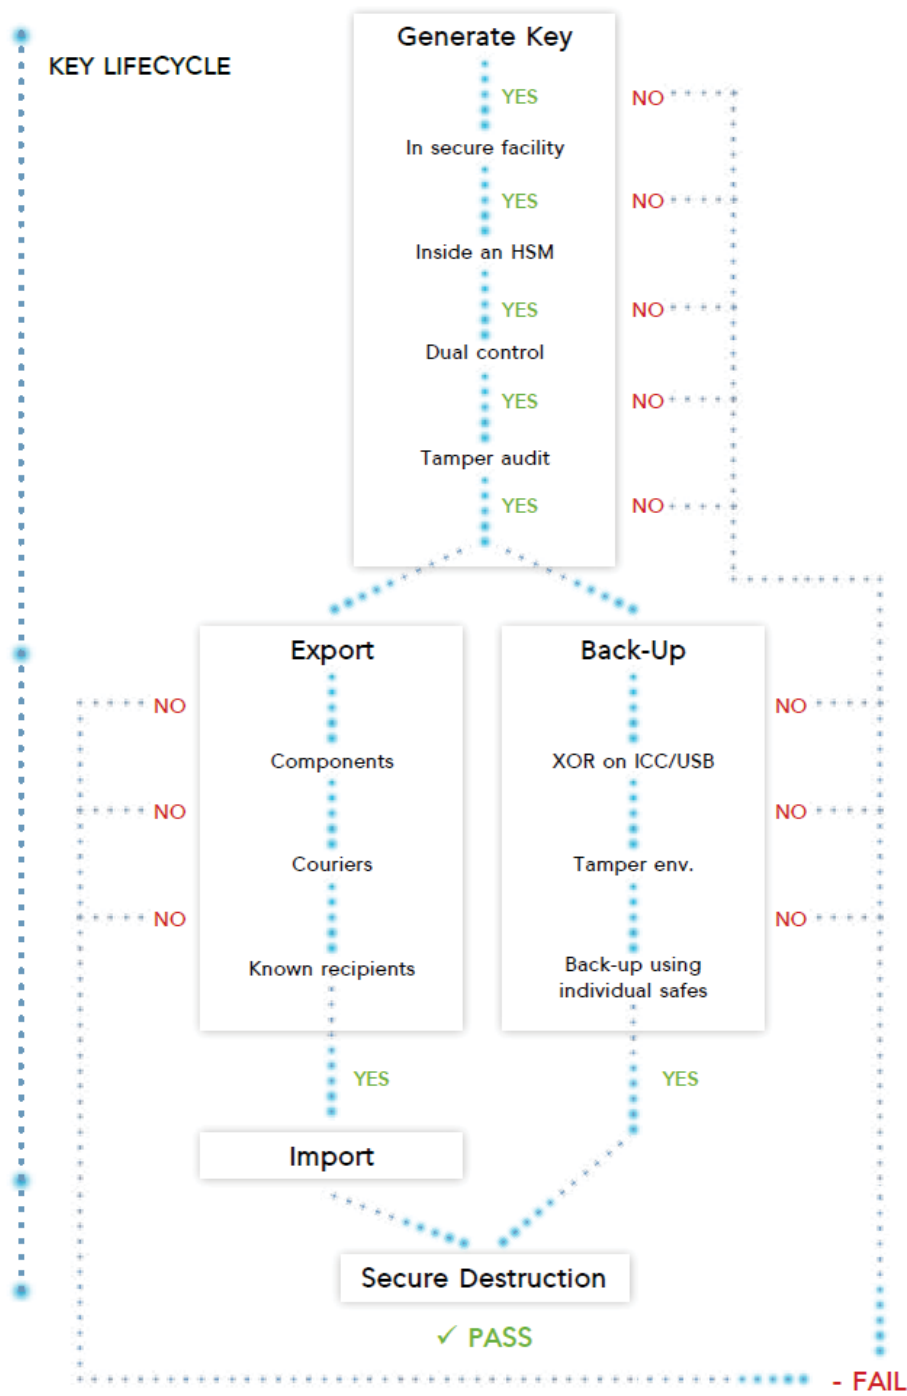 Generate Key
KEY LIFECYCLE
YES NO
In secure facility
YES NO
Inside an HSM
YES NO
Dual control
YES NO
Tamper audit
YES NO
Export Back-Up
NO NO
Components XOR on ICC/USB
NO NO
Couriers Tamper env.
NO NO
Known recipients Back-up using
individual safes
YES YES
Import
Secure Destruction
✓ PASS
- FAIL